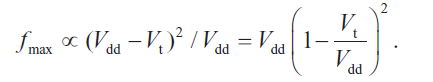 f_max ∝ (V_dd − V_t)² / V_dd = V_dd (1 − V_t / V_dd)² .